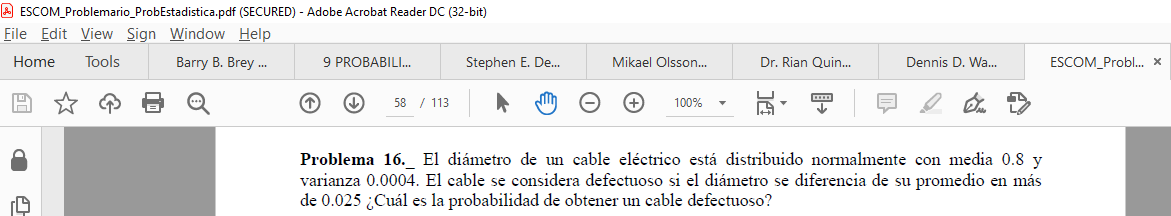 ESCOM_Problemario_ProbEstadistica.pdf (SECURED) - Adobe Acrobat Reader DC (32-bit)
File Edit View Sign Window Help
Home Tools Barry B. Brey ... 9 PROBABILI... Stephen E. De... Mikael Olsson... Dr. Rian Quin... Dennis D. Wa... ESCOM_Probl... ×
58 / 113 100%
Problema 16._ El diámetro de un cable eléctrico está distribuido normalmente con media 0.8 y
varianza 0.0004. El cable se considera defectuoso si el diámetro se diferencia de su promedio en más
de 0.025 ¿Cuál es la probabilidad de obtener un cable defectuoso?